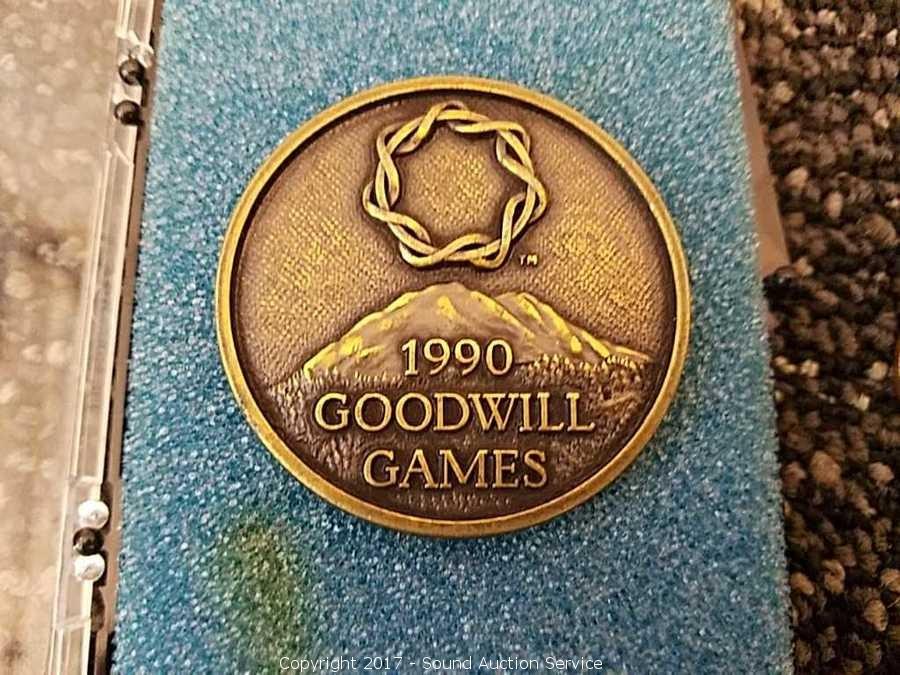 TM
1990
GOODWILL
GAMES
Copyright 2017 - Sound Auction Service